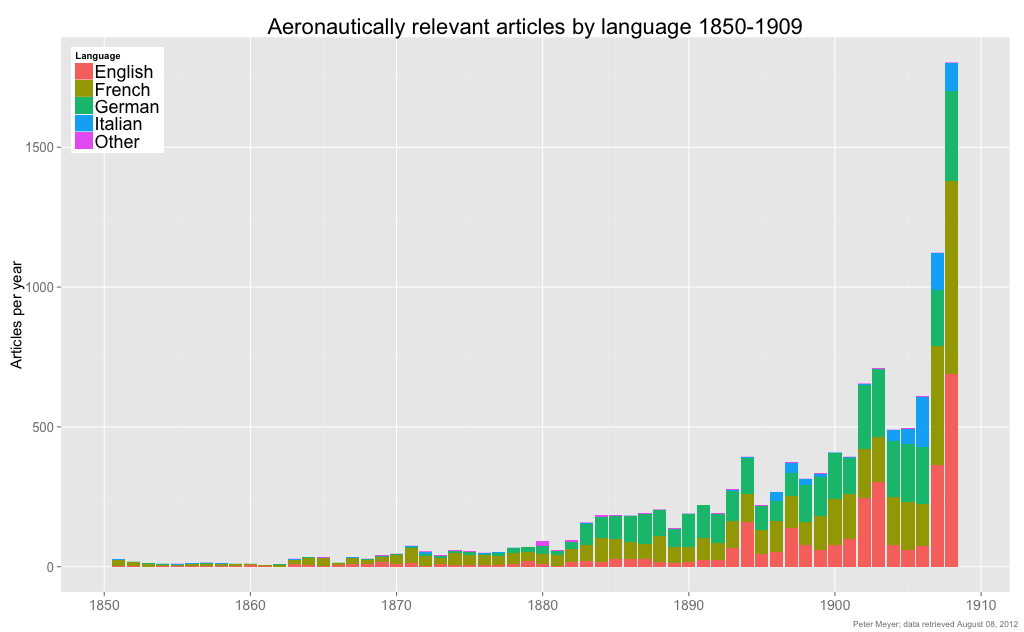 Aeronautically relevant articles by language 1850-1909
Language
English
French
German
Italian
Other
Articles per year
1500
1000
500
0
1850 1860 1870 1880 1890 1900 1910
Peter Meyer; data retrieved August 08, 2012